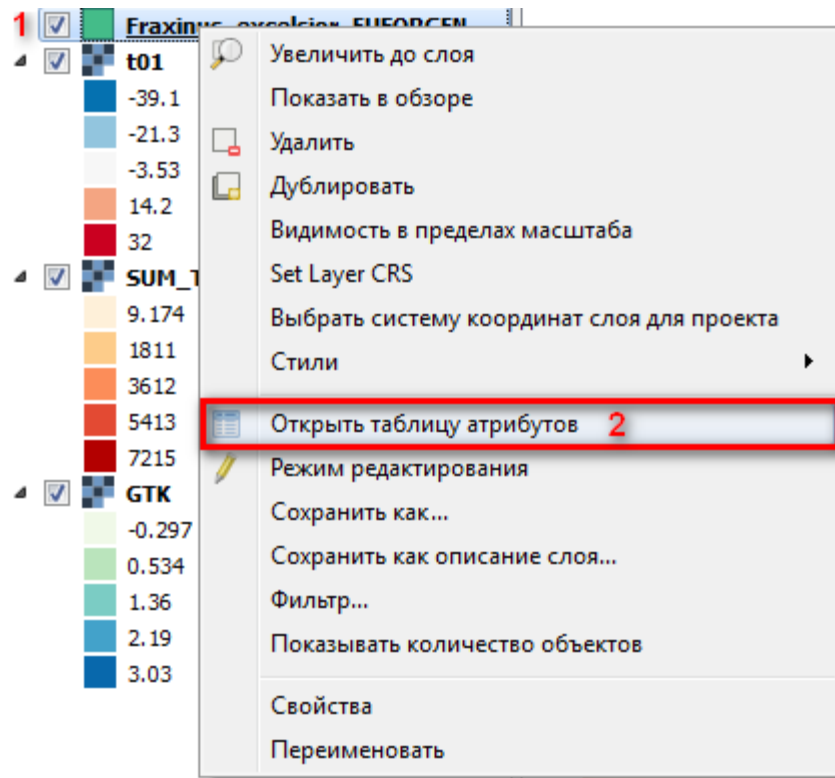 1 Fraxinus_excelsior_EUFORGEN
t01
-39.1
-21.3
-3.53
14.2
32
SUM_T
9.174
1811
3612
5413
7215
GTK
-0.297
0.534
1.36
2.19
3.03
Увеличить до слоя
Показать в обзоре
Удалить
Дублировать
Видимость в пределах масштаба
Set Layer CRS
Выбрать систему координат слоя для проекта
Стили
Открыть таблицу атрибутов 2
Режим редактирования
Сохранить как...
Сохранить как описание слоя...
Фильтр...
Показывать количество объектов
Свойства
Переименовать